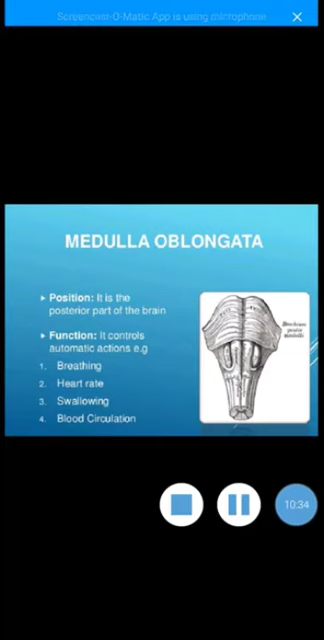 Screencast-O-Matic App is using microphone
MEDULLA OBLONGATA
Position: It is the
posterior part of the brain
Function: It controls
automatic actions e.g
1. Breathing
2. Heart rate
3. Swallowing
4. Blood Circulation
10:34